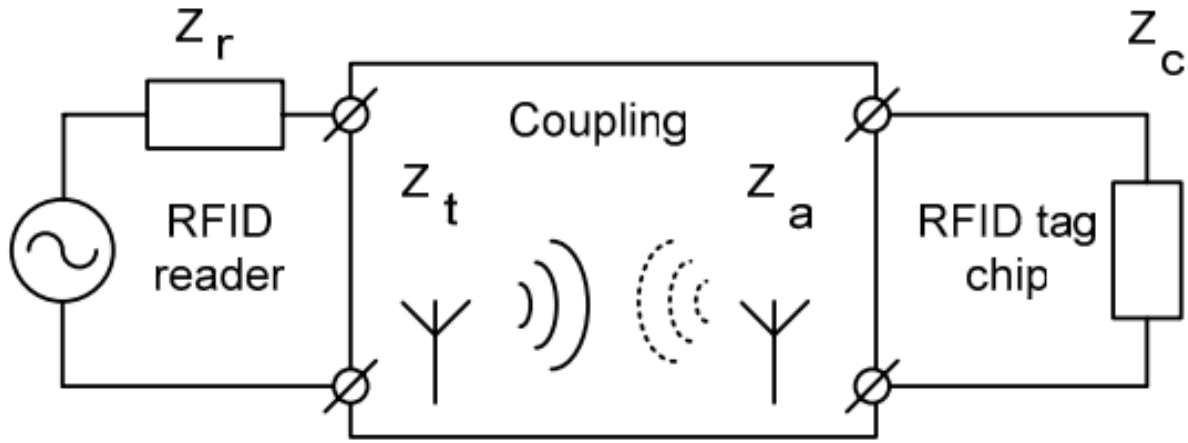 Z r
Z c
Coupling
Z t
Z a
RFID
reader
RFID tag
chip